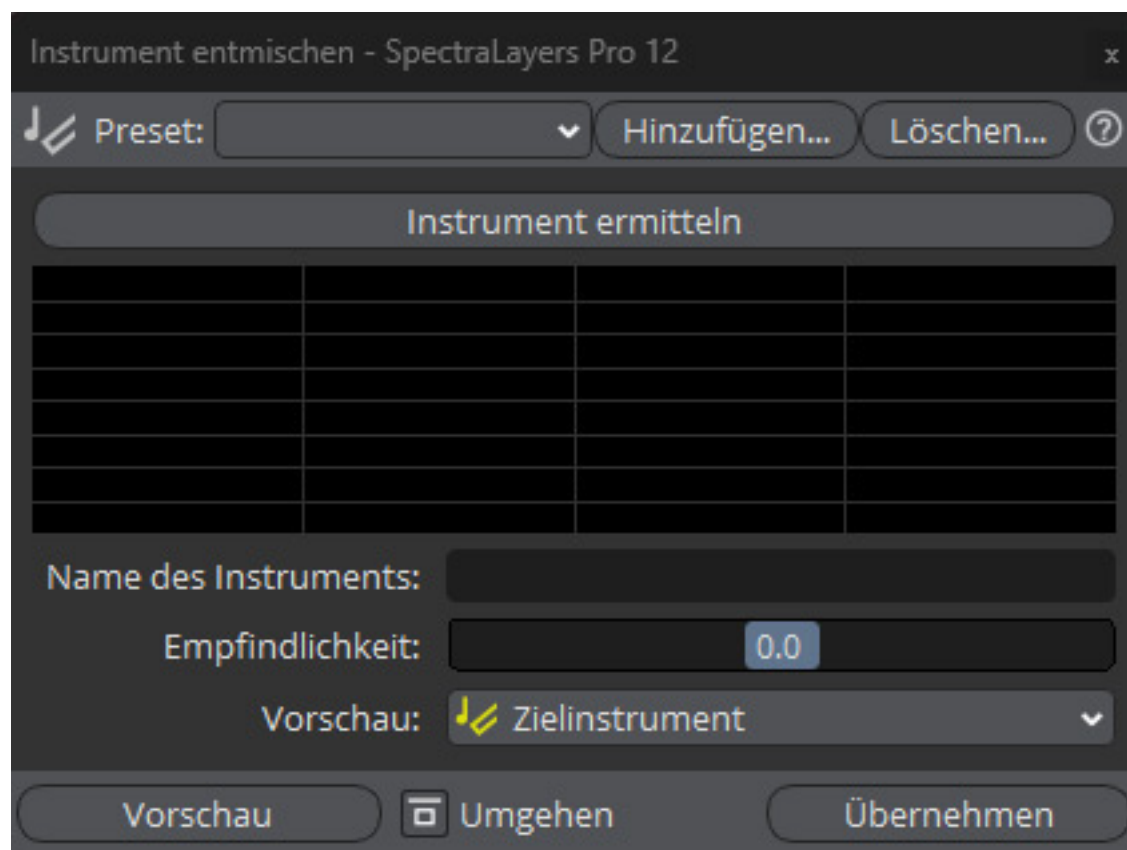 Instrument entmischen - SpectraLayers Pro 12 x
Preset: Hinzufügen... Löschen... ?
Instrument ermitteln
Name des Instruments:
Empfindlichkeit: 0.0
Vorschau: Zielinstrument
Vorschau Umgehen Übernehmen